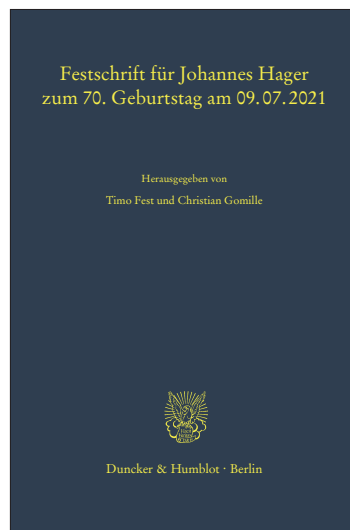 Festschrift für Johannes Hager
zum 70. Geburtstag am 09. 07. 2021
Herausgegeben von
Timo Fest und Christian Gomille
Duncker & Humblot · Berlin